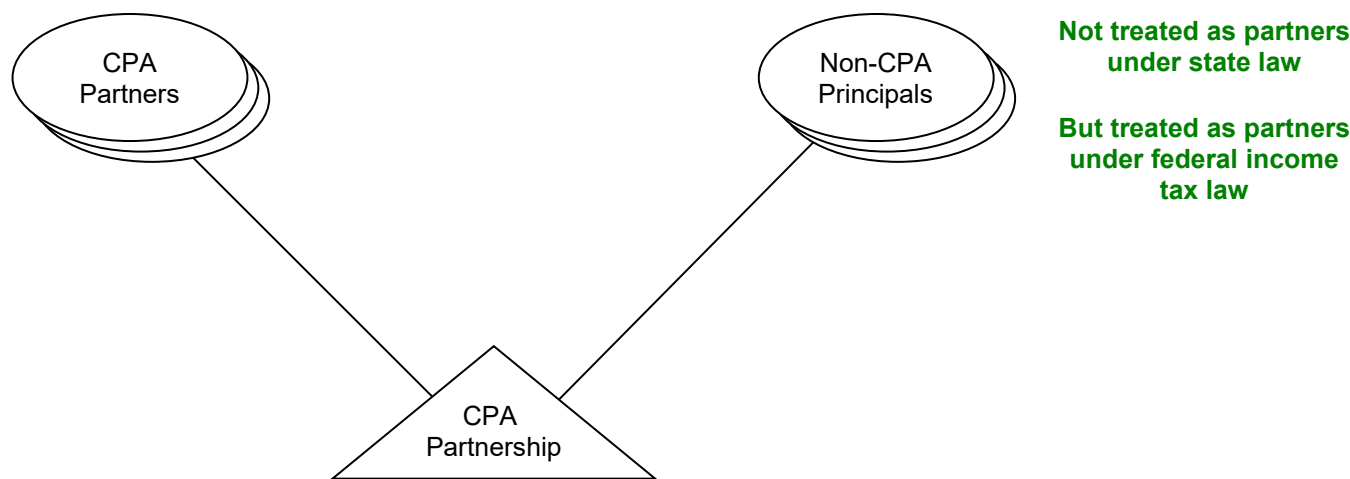 CPA
Partners
Non-CPA
Principals
Not treated as partners
under state law
But treated as partners
under federal income
tax law
CPA
Partnership